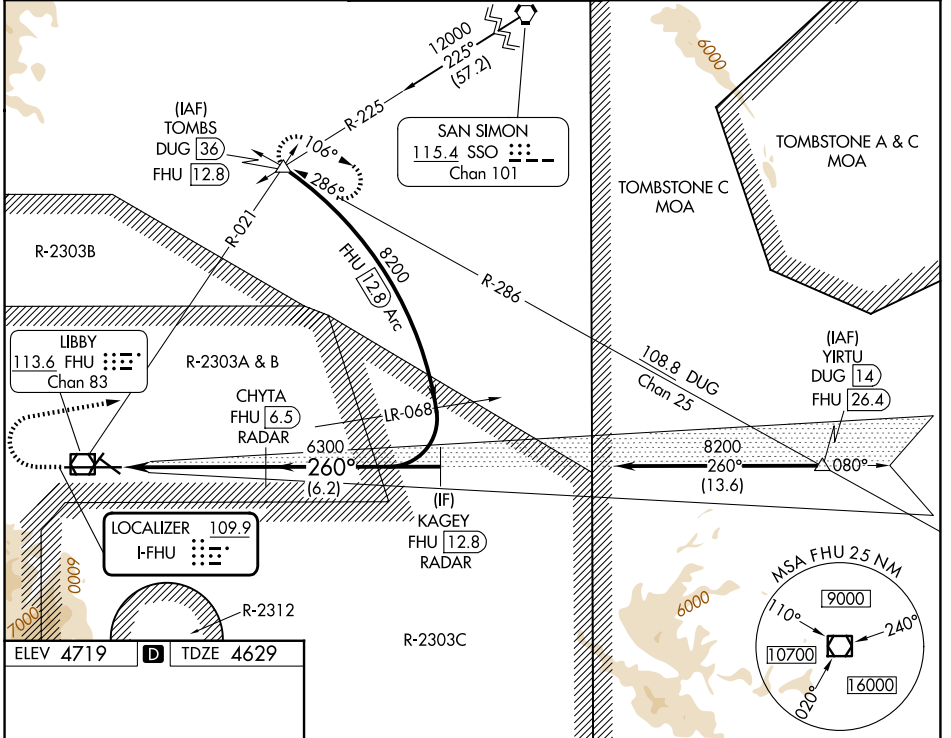 12000
225°
(57.2)
6000
(IAF)
TOMBS
DUG 36
FHU 12.8
R-225
106°
286°
SAN SIMON
115.4 SSO
Chan 101
TOMBSTONE A & C
MOA
TOMBSTONE C
MOA
R-021
R-2303B
8200
FHU 12.8 Arc
R-286
LIBBY
113.6 FHU
Chan 83
R-2303A & B
108.8 DUG
Chan 25
(IAF)
YIRTU
DUG 14
FHU 26.4
CHYTA
FHU 6.5
RADAR
LR-068
6300
260°
(6.2)
8200
260°
(13.6)
080°
(IF)
KAGEY
FHU 12.8
RADAR
LOCALIZER 109.9
I-FHU
6000
7000
R-2312
R-2303C
6000
MSA FHU 25 NM
110°
9000
240°
10700
16000
020°
ELEV 4719 D TDZE 4629